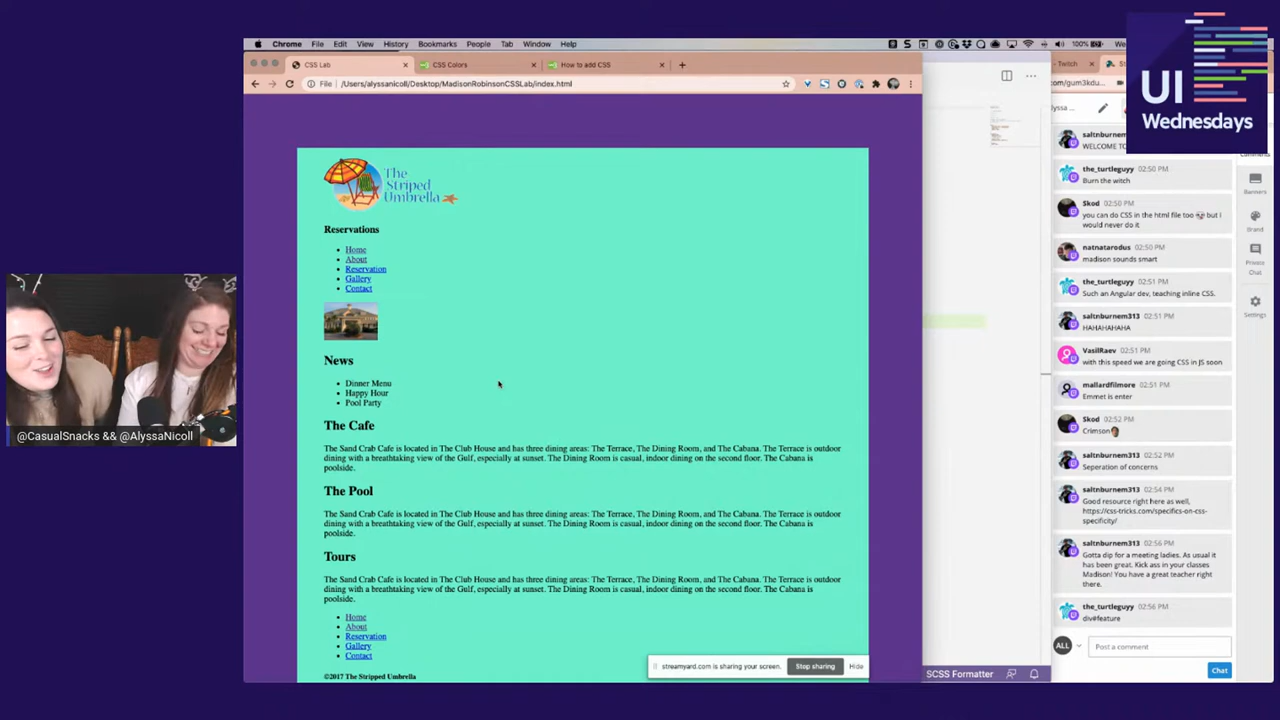 Chrome File Edit View History Bookmarks People Tab Window Help
100%
CSS Lab
CSS Colors
How to add CSS
File /Users/alyssanicoll/Desktop/MadisonRobinsonCSSLab/index.html
The
Striped
Umbrella
Reservations
Home
About
Reservation
Gallery
Contact
News
Dinner Menu
Happy Hour
Pool Party
The Cafe
The Sand Crab Cafe is located in The Club House and has three dining areas: The Terrace, The Dining Room, and The Cabana. The Terrace is outdoor
dining with a breathtaking view of the Gulf, especially at sunset. The Dining Room is casual, indoor dining on the second floor. The Cabana is
poolside.
The Pool
The Sand Crab Cafe is located in The Club House and has three dining areas: The Terrace, The Dining Room, and The Cabana. The Terrace is outdoor
dining with a breathtaking view of the Gulf, especially at sunset. The Dining Room is casual, indoor dining on the second floor. The Cabana is
poolside.
Tours
The Sand Crab Cafe is located in The Club House and has three dining areas: The Terrace, The Dining Room, and The Cabana. The Terrace is outdoor
dining with a breathtaking view of the Gulf, especially at sunset. The Dining Room is casual, indoor dining on the second floor. The Cabana is
poolside.
Home
About
Reservation
Gallery
Contact
©2017 The Stripped Umbrella
streamyard.com is sharing your screen. Stop sharing Hide
SCSS Formatter
@CasualSnacks && @AlyssaNicoll
UI
Wednesdays
Twitch
.com/gum3kdu...
lyssa ...
saltnburnem
WELCOME TO
the_turtleguyy 02:50 PM
Burn the witch
Skod 02:50 PM
you can do CSS in the html file too but I
would never do it
natnatarodus 02:50 PM
madison sounds smart
the_turtleguyy 02:51 PM
Such an Angular dev, teaching inline CSS.
saltnburnem313 02:51 PM
HAHAHAHAHA
VasilRaev 02:51 PM
with this speed we are going CSS in JS soon
mallardfilmore 02:51 PM
Emmet is enter
Skod 02:52 PM
Crimson
saltnburnem313 02:52 PM
Seperation of concerns
saltnburnem313 02:54 PM
Good resource right here as well,
https://css-tricks.com/specifics-on-css-
specificity/
saltnburnem313 02:56 PM
Gotta dip for a meeting ladies. As usual it
has been great. Kick ass in your classes
Madison! You have a great teacher right
there.
the_turtleguyy 02:56 PM
div#feature
ALL
Post a comment
Chat
Banners
Brand
Private
Chat
Settings